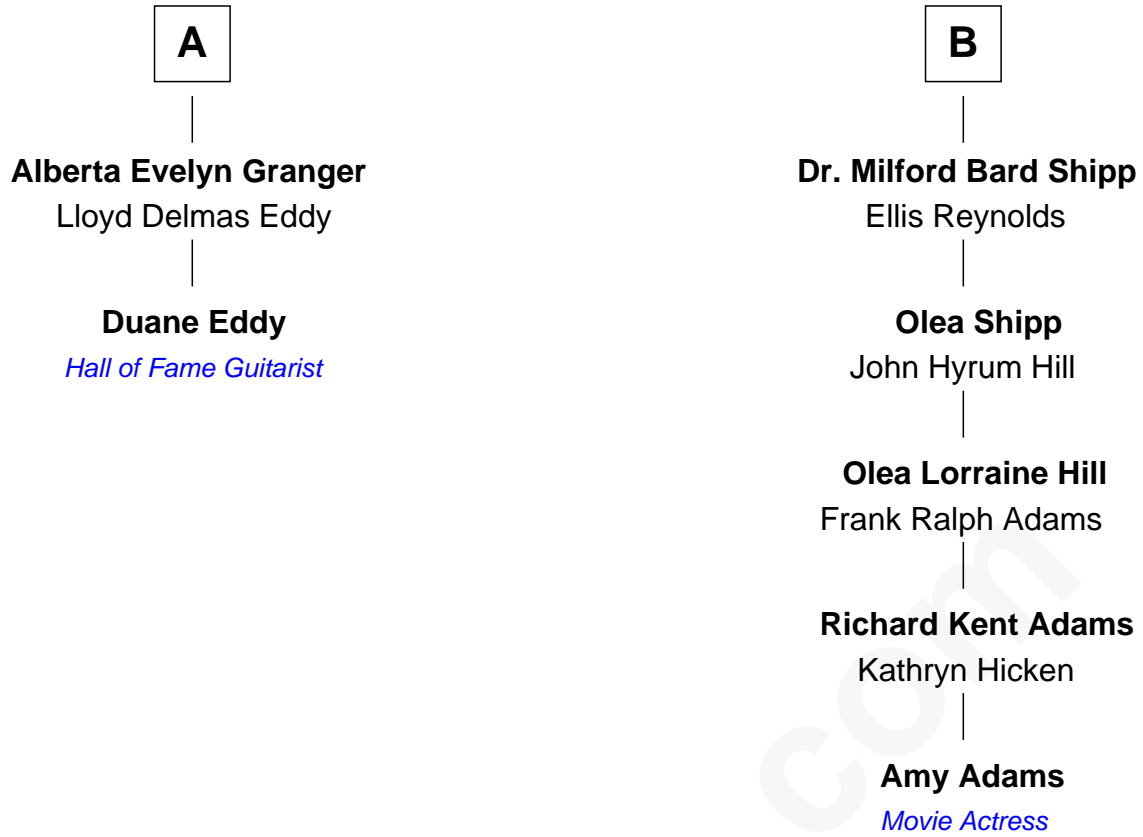 A
Alberta Evelyn Granger
Lloyd Delmas Eddy
Duane Eddy
Hall of Fame Guitarist
B
Dr. Milford Bard Shipp
Ellis Reynolds
Olea Shipp
John Hyrum Hill
Olea Lorraine Hill
Frank Ralph Adams
Richard Kent Adams
Kathryn Hicken
Amy Adams
Movie Actress
com